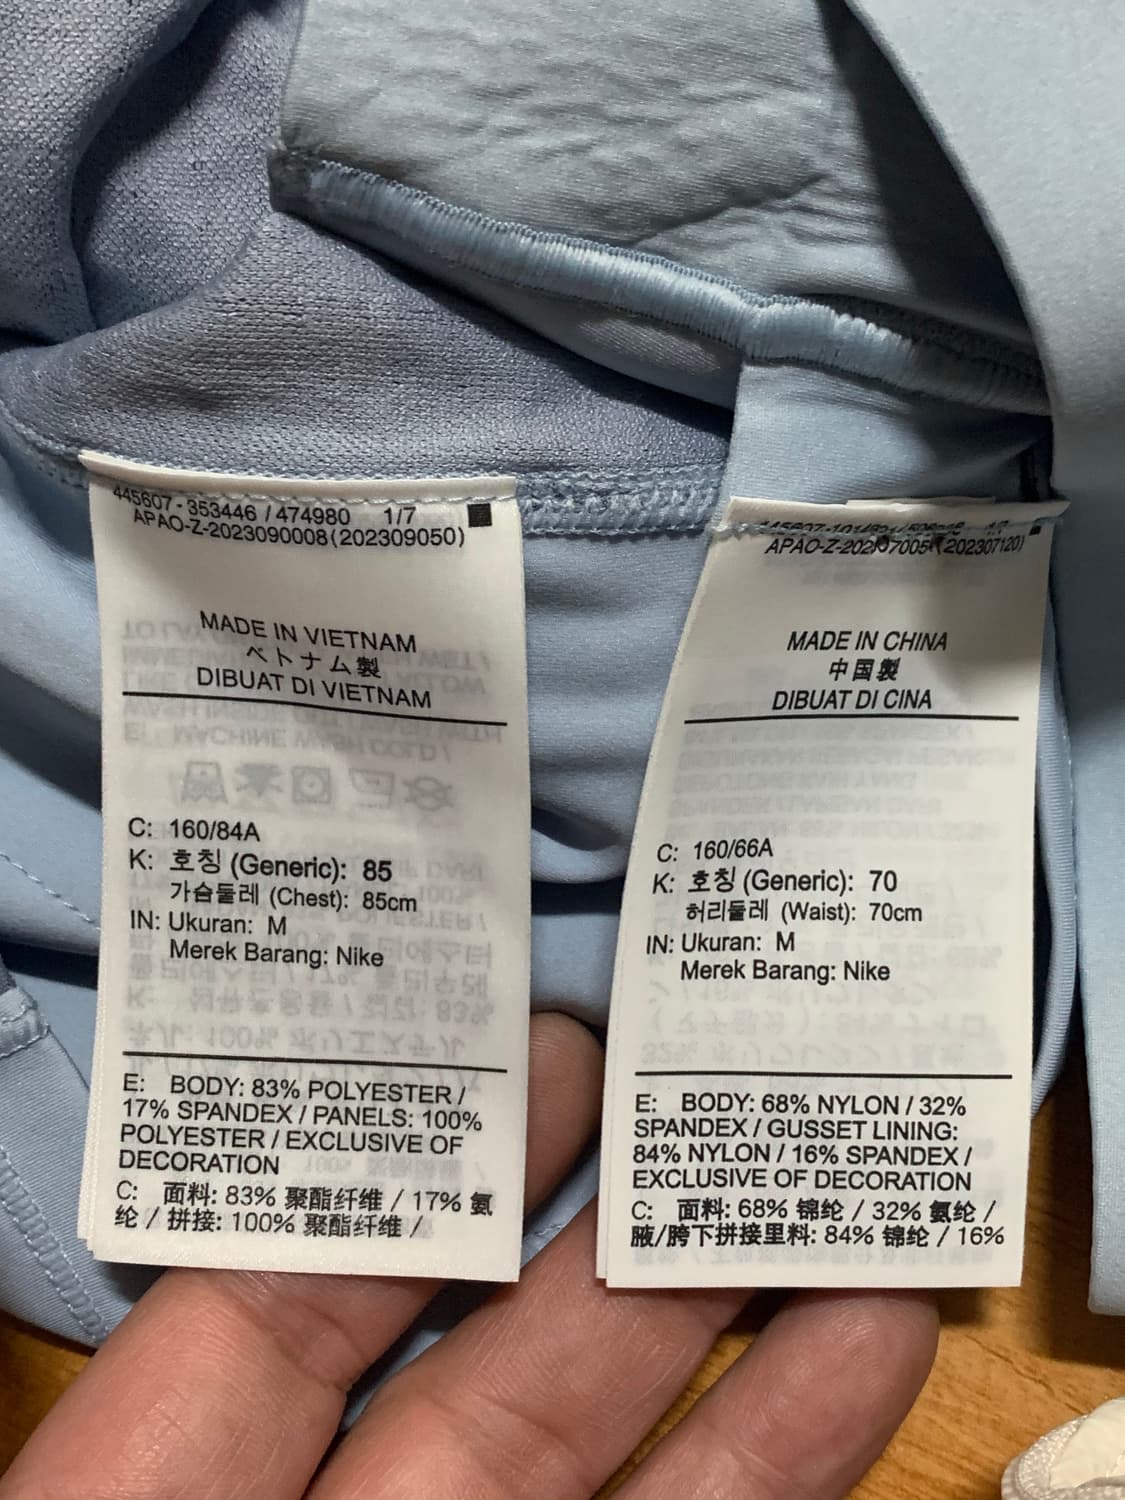 445607-353446 / 474980 1/7
APAO-Z-2023090008(202309050)
MADE IN VIETNAM
ベトナム製
DIBUAT DI VIETNAM
C: 160/84A
K: 호칭 (Generic): 85
가슴둘레 (Chest): 85cm
IN: Ukuran: M
Merek Barang: Nike
E: BODY: 83% POLYESTER /
17% SPANDEX / PANELS: 100%
POLYESTER / EXCLUSIVE OF
DECORATION
C: 面料: 83% 聚酯纤维 / 17% 氨
纶 / 拼接: 100% 聚酯纤维 /
MADE IN CHINA
中国製
DIBUAT DI CINA
C: 160/66A
K: 호칭 (Generic): 70
허리둘레 (Waist): 70cm
IN: Ukuran: M
Merek Barang: Nike
E: BODY: 68% NYLON / 32%
SPANDEX / GUSSET LINING:
84% NYLON / 16% SPANDEX /
EXCLUSIVE OF DECORATION
C: 面料: 68% 锦纶 / 32% 氨纶 /
腋/胯下拼接里料: 84% 锦纶 / 16%